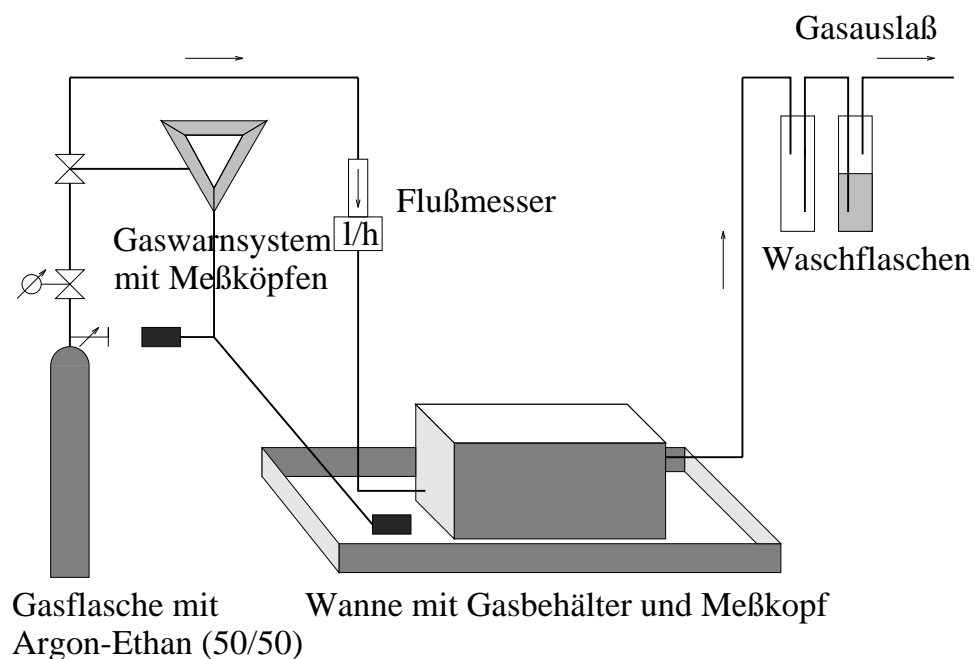 Gasauslaß
Flußmesser
l/h
Gaswarnsystem
mit Meßköpfen
Waschflaschen
Gasflasche mit
Argon-Ethan (50/50)
Wanne mit Gasbehälter und Meßkopf